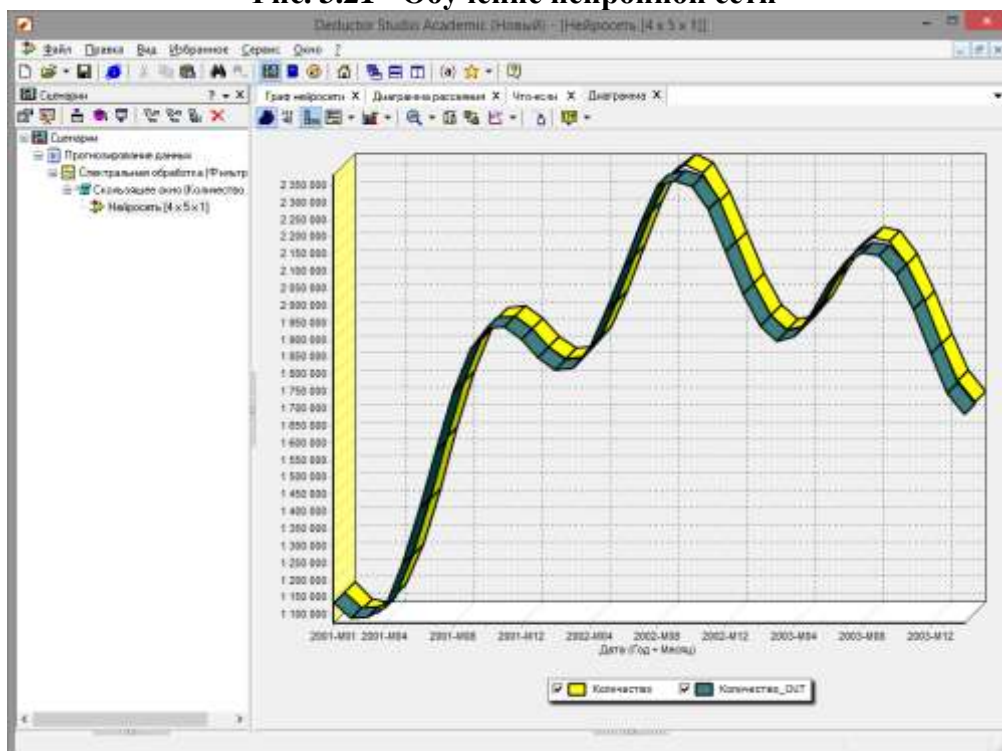 Рис. 3.21 - Обучение нейронной сети
Deductor Studio Academic (Новый) - [Нейросеть [4 x 5 x 1]]
Файл Правка Вид Избранное Сервис Окно ?
Сценарии
Граф нейросети X Диаграмма рассеяния X Что-если X Диаграмма X
Сценарии
Прогнозирование данных
Спектральная обработка (Фильтр
Скользящее окно (Количество
Нейросеть [4 x 5 x 1]
2 350 000
2 300 000
2 250 000
2 200 000
2 150 000
2 100 000
2 050 000
2 000 000
1 950 000
1 900 000
1 850 000
1 800 000
1 750 000
1 700 000
1 650 000
1 600 000
1 550 000
1 500 000
1 450 000
1 400 000
1 350 000
1 300 000
1 250 000
1 200 000
1 150 000
1 100 000
2001-M01 2001-M04 2001-M08 2001-M12 2002-M04 2002-M08 2002-M12 2003-M04 2003-M08 2003-M12
Дата (Год + Месяц)
Количество Количество_OUT